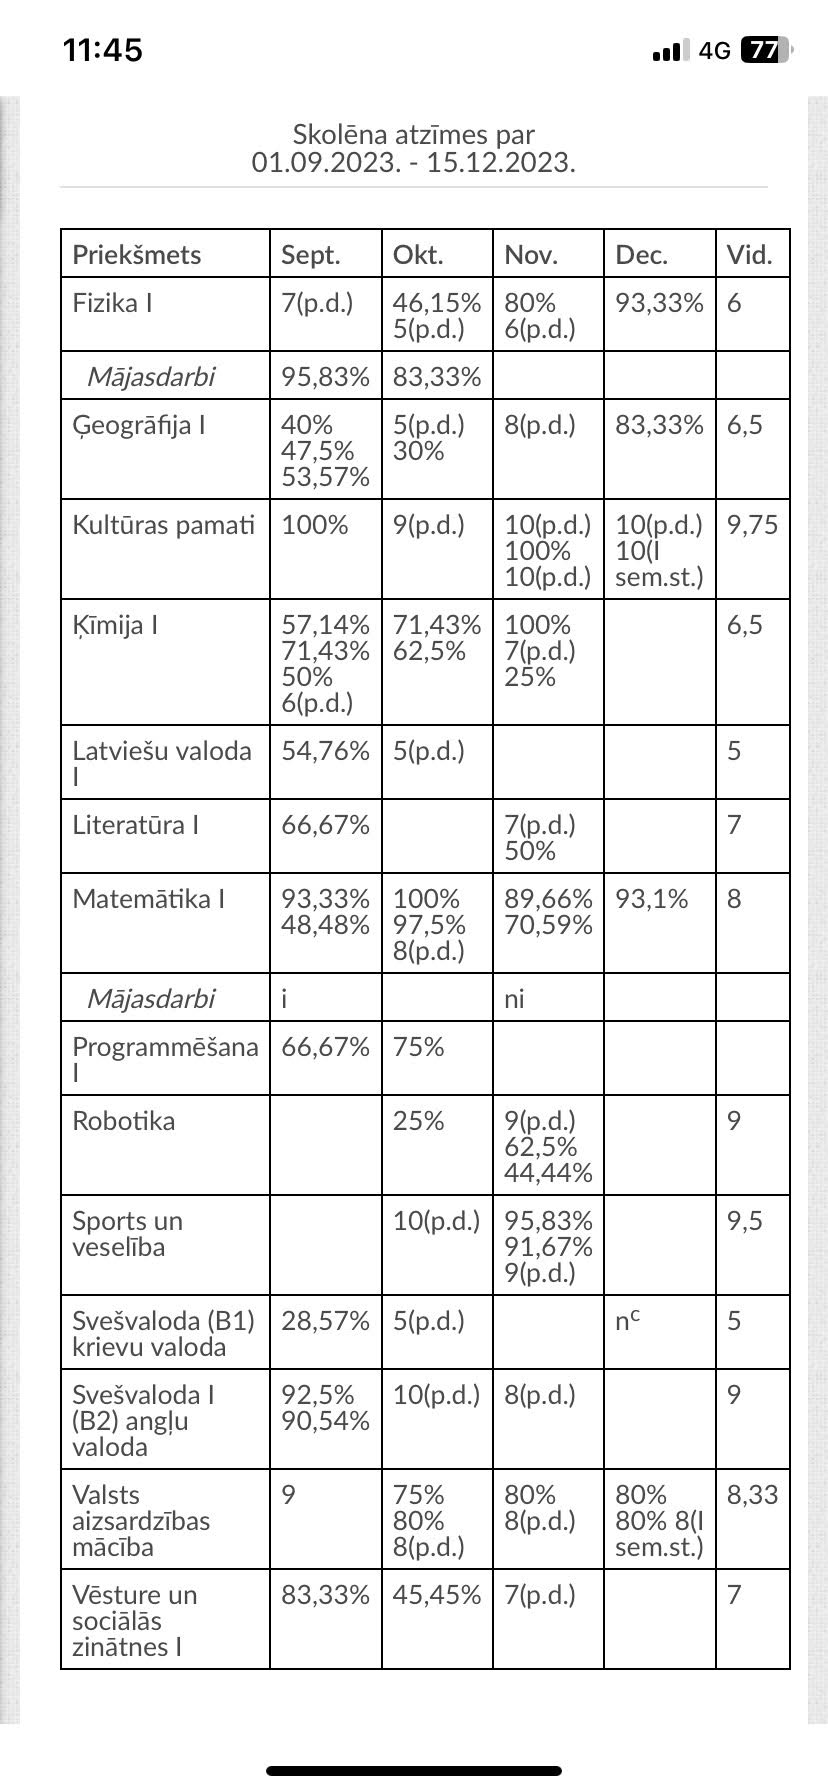 11:45
4G 77
Skolēna atzīmes par
01.09.2023. - 15.12.2023.
Priekšmets Sept. Okt. Nov. Dec. Vid.
Fizika I 7(p.d.) 46,15% 80% 93,33% 6
5(p.d.) 6(p.d.)
Mājasdarbi 95,83% 83,33%
Ģeogrāfija I 40% 5(p.d.) 8(p.d.) 83,33% 6,5
47,5% 30%
53,57%
Kultūras pamati 100% 9(p.d.) 10(p.d.) 10(p.d.) 9,75
100% 10(I
10(p.d.) sem.st.)
Ķīmija I 57,14% 71,43% 100% 6,5
71,43% 62,5% 7(p.d.)
50% 25%
6(p.d.)
Latviešu valoda 54,76% 5(p.d.) 5
I
Literatūra I 66,67% 7(p.d.) 7
50%
Matemātika I 93,33% 100% 89,66% 93,1% 8
48,48% 97,5% 70,59%
8(p.d.)
Mājasdarbi i ni
Programmēšana 66,67% 75%
I
Robotika 25% 9(p.d.) 9
62,5%
44,44%
Sports un 10(p.d.) 95,83% 9,5
veselība 91,67%
9(p.d.)
Svešvaloda (B1) 28,57% 5(p.d.) nᶜ 5
krievu valoda
Svešvaloda I 92,5% 10(p.d.) 8(p.d.) 9
(B2) angļu 90,54%
valoda
Valsts 9 75% 80% 80% 8,33
aizsardzības 80% 8(p.d.) 80% 8(I
mācība 8(p.d.) sem.st.)
Vēsture un 83,33% 45,45% 7(p.d.) 7
sociālās
zinātnes I